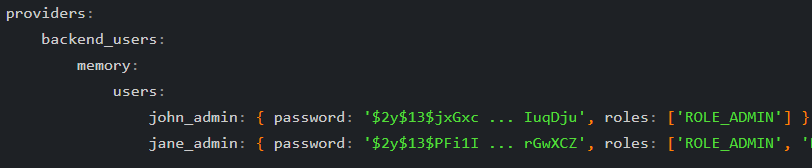 providers:
backend_users:
memory:
users:
john_admin: { password: '$2y$13$jxGxc ... IuqDju', roles: ['ROLE_ADMIN'] }
jane_admin: { password: '$2y$13$PFi1I ... rGwXCZ', roles: ['ROLE_ADMIN', '